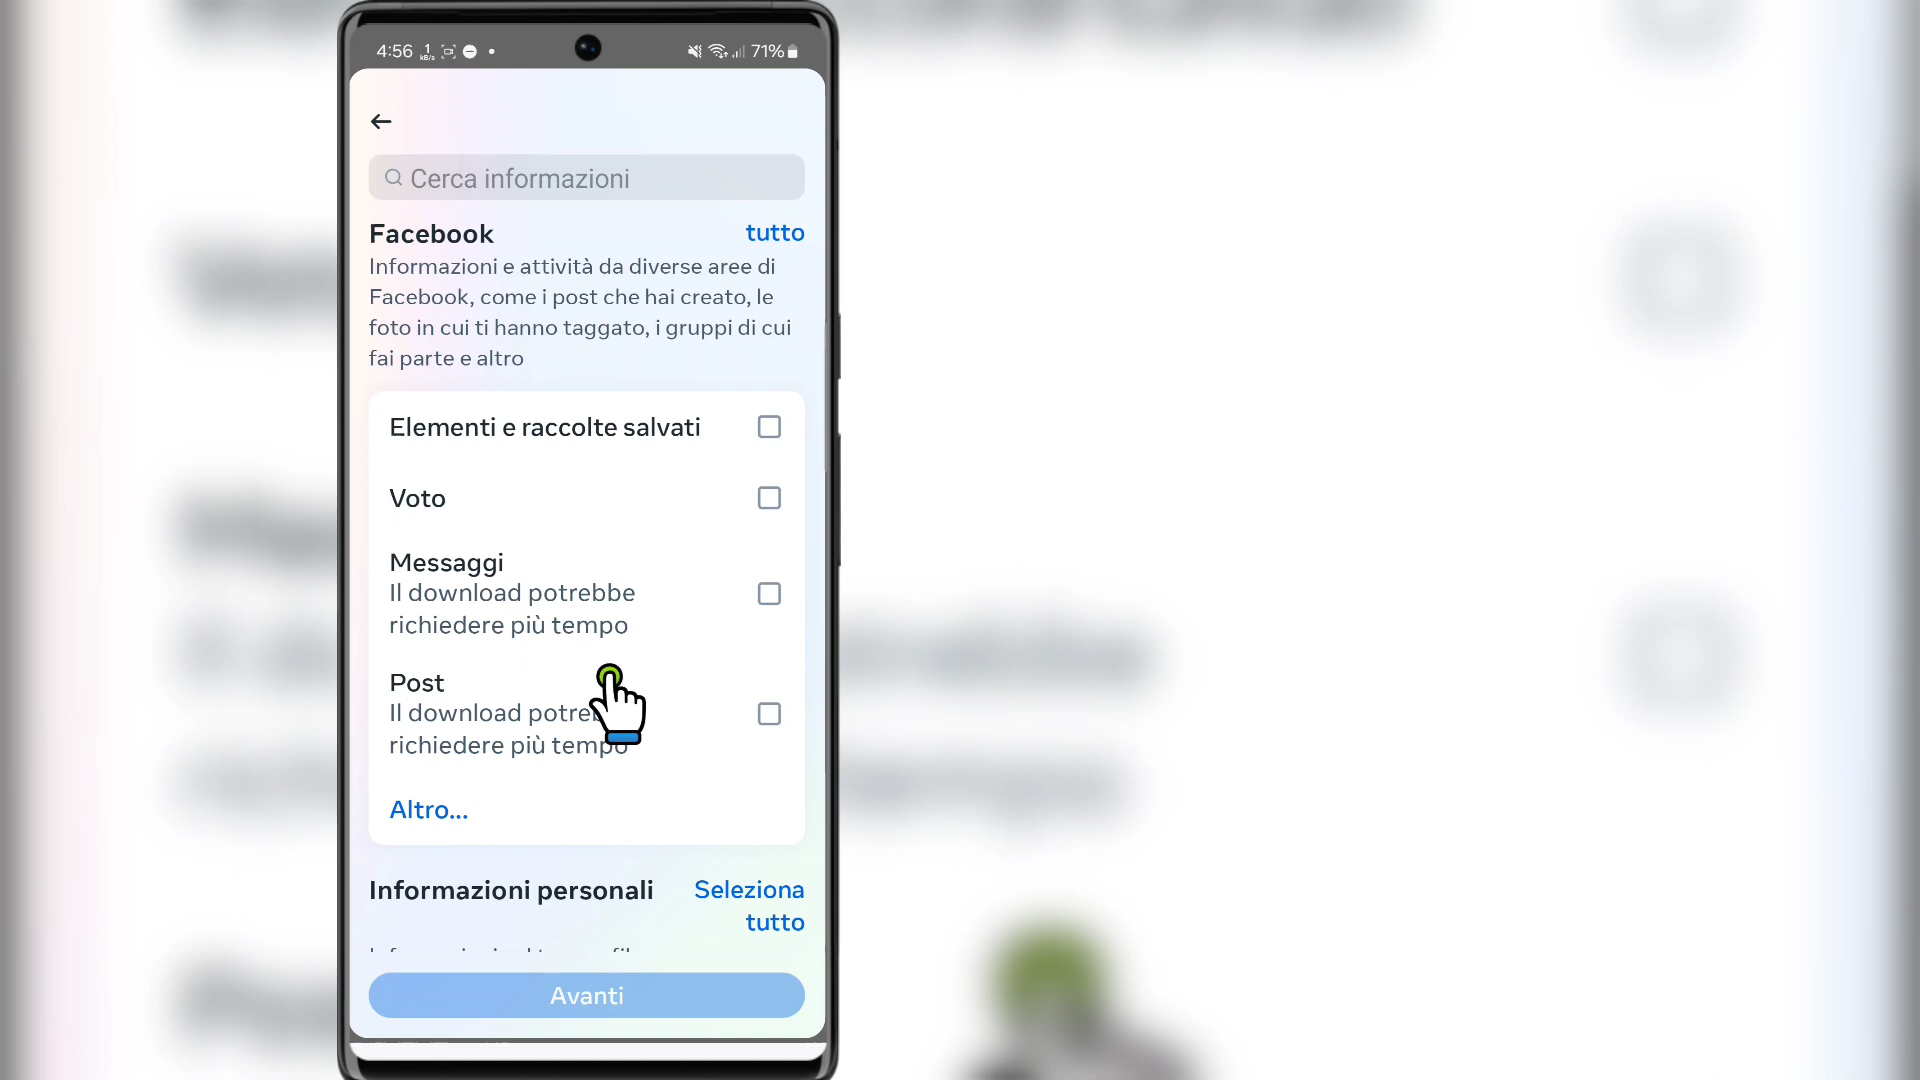 4:56 1 KB/s 71%
Cerca informazioni
Facebook tutto
Informazioni e attività da diverse aree di
Facebook, come i post che hai creato, le
foto in cui ti hanno taggato, i gruppi di cui
fai parte e altro
Elementi e raccolte salvati
Voto
Messaggi
Il download potrebbe
richiedere più tempo
Post
Il download
richiedere più tempo
Altro...
Informazioni personali Seleziona
tutto
Avanti